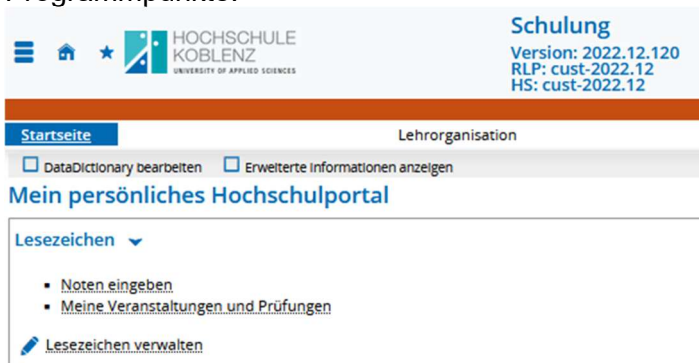 Programmpunkte.
HOCHSCHULE
KOBLENZ
UNIVERSITY OF APPLIED SCIENCES
Schulung
Version: 2022.12.120
RLP: cust-2022.12
HS: cust-2022.12
Startseite Lehrorganisation
DataDictionary bearbeiten Erweiterte Informationen anzeigen
Mein persönliches Hochschulportal
Lesezeichen
Noten eingeben
Meine Veranstaltungen und Prüfungen
Lesezeichen verwalten